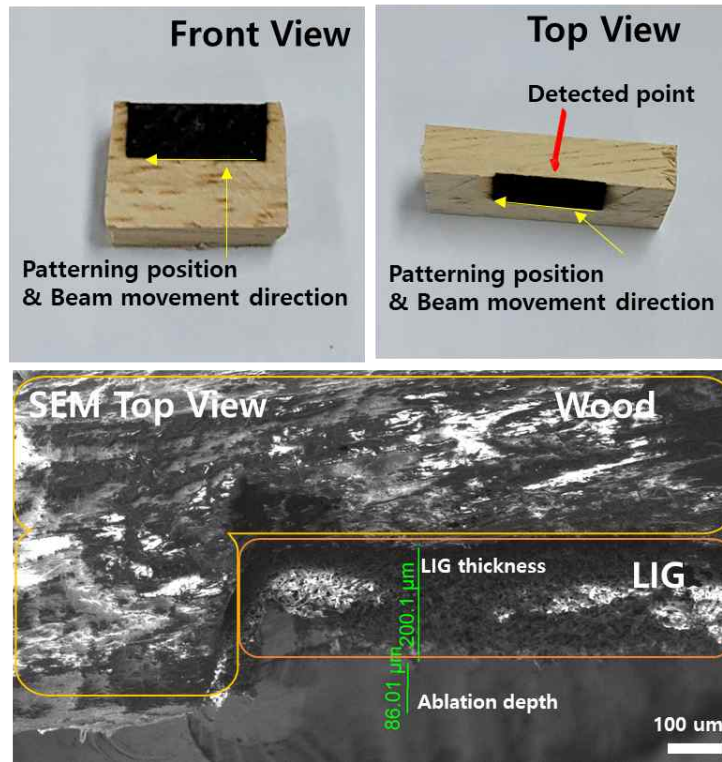 Front View
Patterning position
& Beam movement direction
Top View
Detected point
Patterning position
& Beam movement direction
SEM Top View
Wood
LIG thickness
LIG
200.1 µm
86.01 µm
Ablation depth
100 um